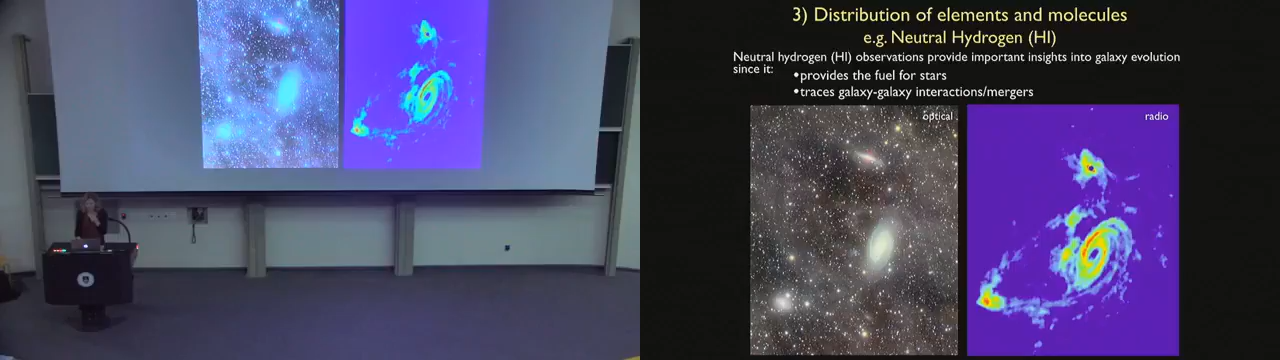 3) Distribution of elements and molecules
e.g. Neutral Hydrogen (HI)
Neutral hydrogen (HI) observations provide important insights into galaxy evolution
since it:
•provides the fuel for stars
•traces galaxy-galaxy interactions/mergers
optical
radio